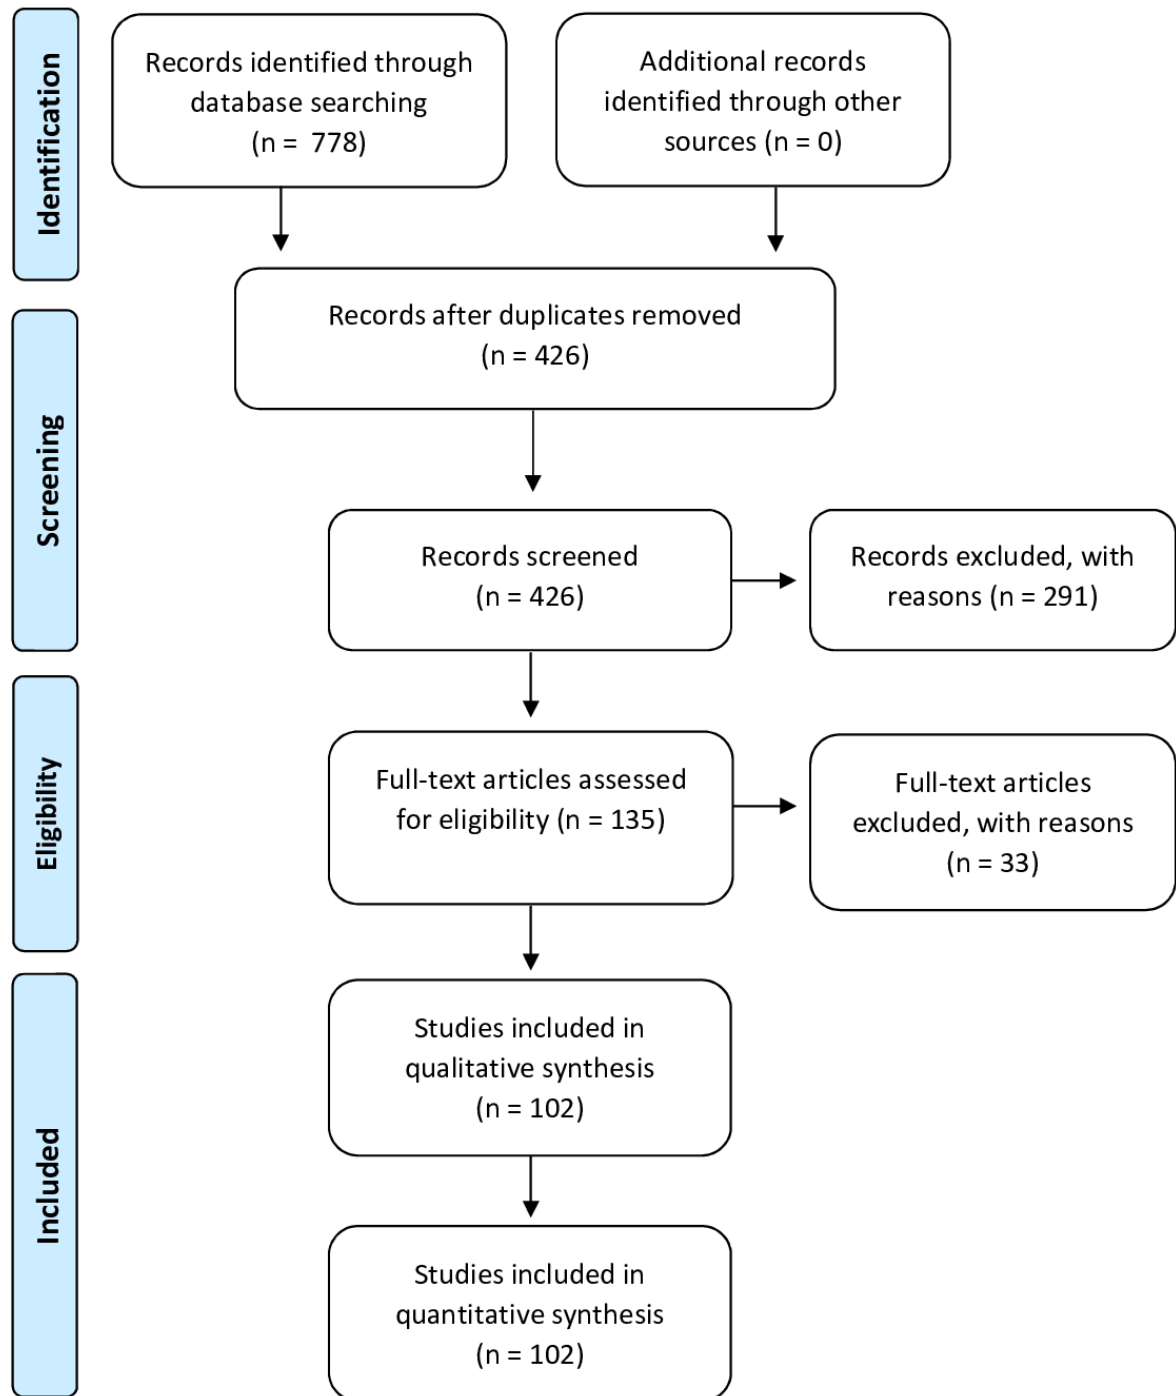 Identification
Records identified through
database searching
(n =  778)
Additional records
identified through other
sources (n = 0)
Records after duplicates removed
(n = 426)
Screening
Records screened
(n = 426)
Records excluded, with
reasons (n = 291)
Eligibility
Full-text articles assessed
for eligibility (n = 135)
Full-text articles
excluded, with reasons
(n = 33)
Included
Studies included in
qualitative synthesis
(n = 102)
Studies included in
quantitative synthesis
(n = 102)